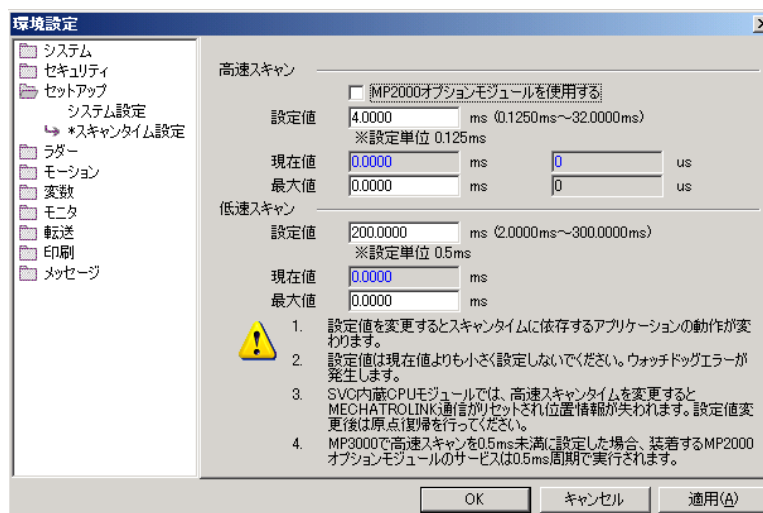 環境設定
システム
セキュリティ
セットアップ
システム設定
*スキャンタイム設定
ラダー
モーション
変数
モニタ
転送
印刷
メッセージ
高速スキャン
MP2000オプションモジュールを使用する
設定値 4.0000 ms (0.1250ms～32.0000ms)
※設定単位 0.125ms
現在値 0.0000 ms 0 us
最大値 0.0000 ms 0 us
低速スキャン
設定値 200.0000 ms (2.0000ms～300.0000ms)
※設定単位 0.5ms
現在値 0.0000 ms
最大値 0.0000 ms
1. 設定値を変更するとスキャンタイムに依存するアプリケーションの動作が変
わります。
2. 設定値は現在値よりも小さく設定しないでください。ウォッチドッグエラーが
発生します。
3. SVC内蔵CPUモジュールでは、高速スキャンタイムを変更すると
MECHATROLINK通信がリセットされ位置情報が失われます。設定値変
更後は原点復帰を行ってください。
4. MP3000で高速スキャンを0.5ms未満に設定した場合、装着するMP2000
オプションモジュールのサービスは0.5ms周期で実行されます。
OK キャンセル 適用(A)